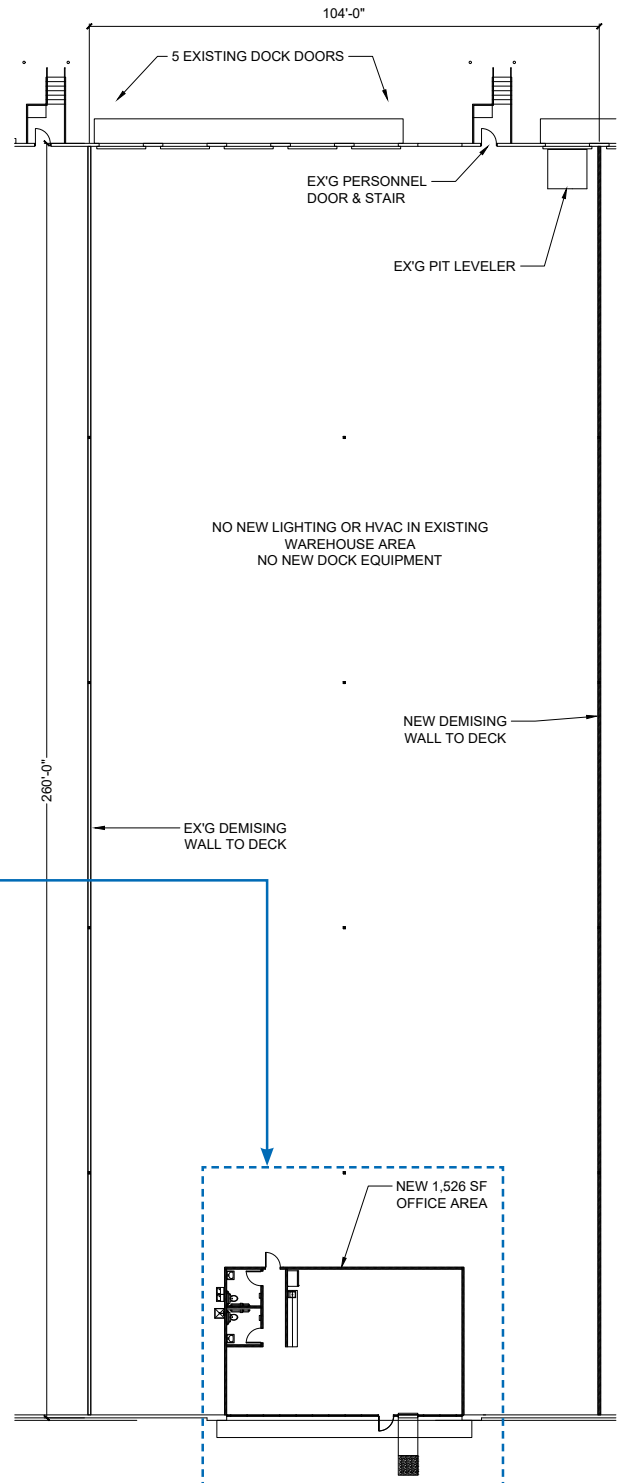 104'-0"
5 EXISTING DOCK DOORS
EX'G PERSONNEL
DOOR & STAIR
EX'G PIT LEVELER
NO NEW LIGHTING OR HVAC IN EXISTING
WAREHOUSE AREA
NO NEW DOCK EQUIPMENT
NEW DEMISING
WALL TO DECK
260'-0"
EX'G DEMISING
WALL TO DECK
NEW 1,526 SF
OFFICE AREA